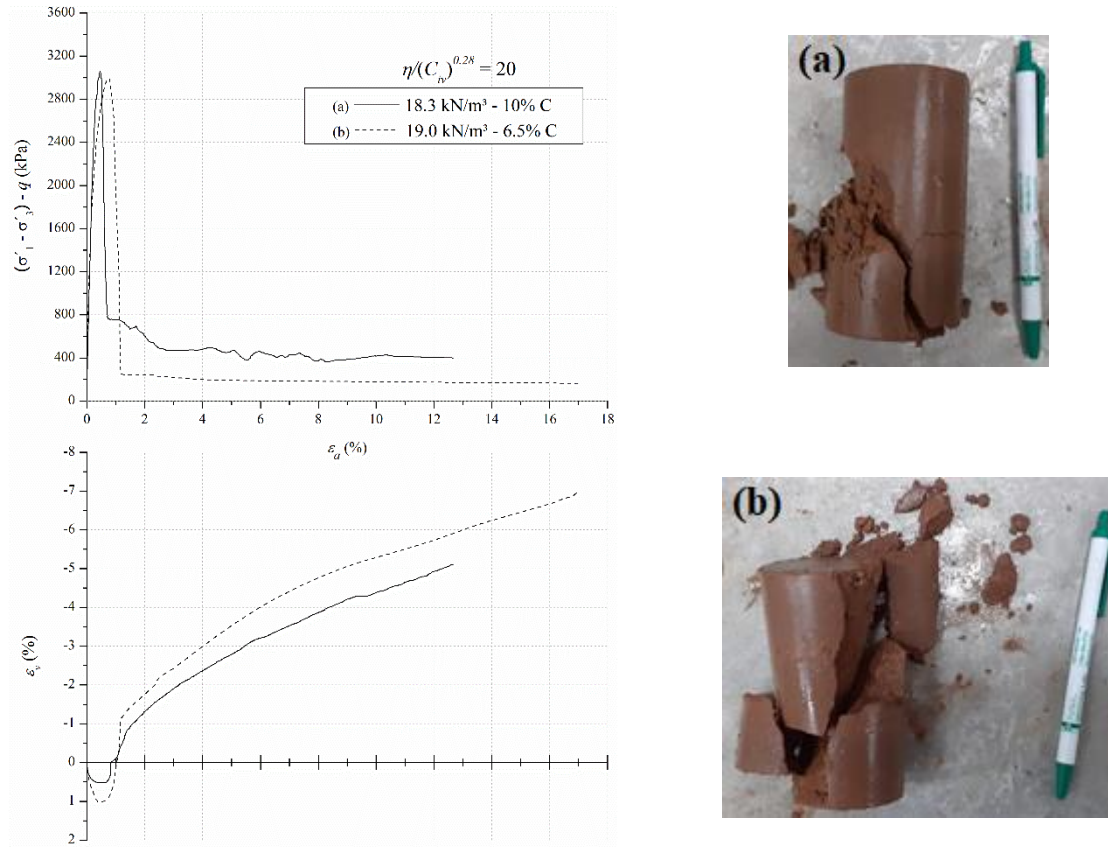 3600
3200
2800
2400
2000
1600
1200
800
400
0
(σ´1 - σ´3) - q (kPa)
η/(Civ)^0.28 = 20
(a) 18.3 kN/m³ - 10% C
(b) 19.0 kN/m³ - 6.5% C
0 2 4 6 8 10 12 14 16 18
εa (%)
-8
-7
-6
-5
-4
-3
-2
-1
0
1
2
εv (%)
(a)
(b)